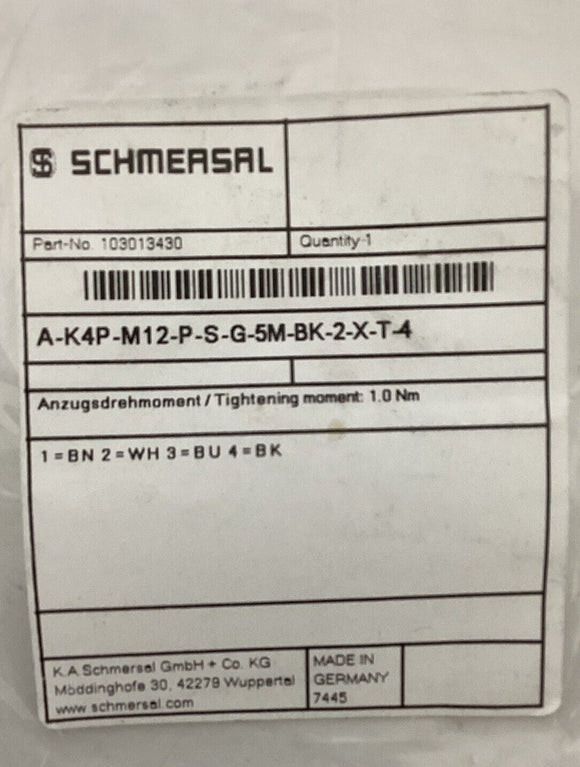 SCHMERSAL
Part-No. 103013430
Quantity 1
A-K4P-M12-P-S-G-5M-BK-2-X-T-4
Anzugsdrehmoment / Tightening moment: 1.0 Nm
1 = BN 2 = WH 3 = BU 4 = BK
K.A.Schmersal GmbH + Co. KG
Möddinghofe 30, 42279 Wuppertal
www.schmersal.com
MADE IN
GERMANY
7445